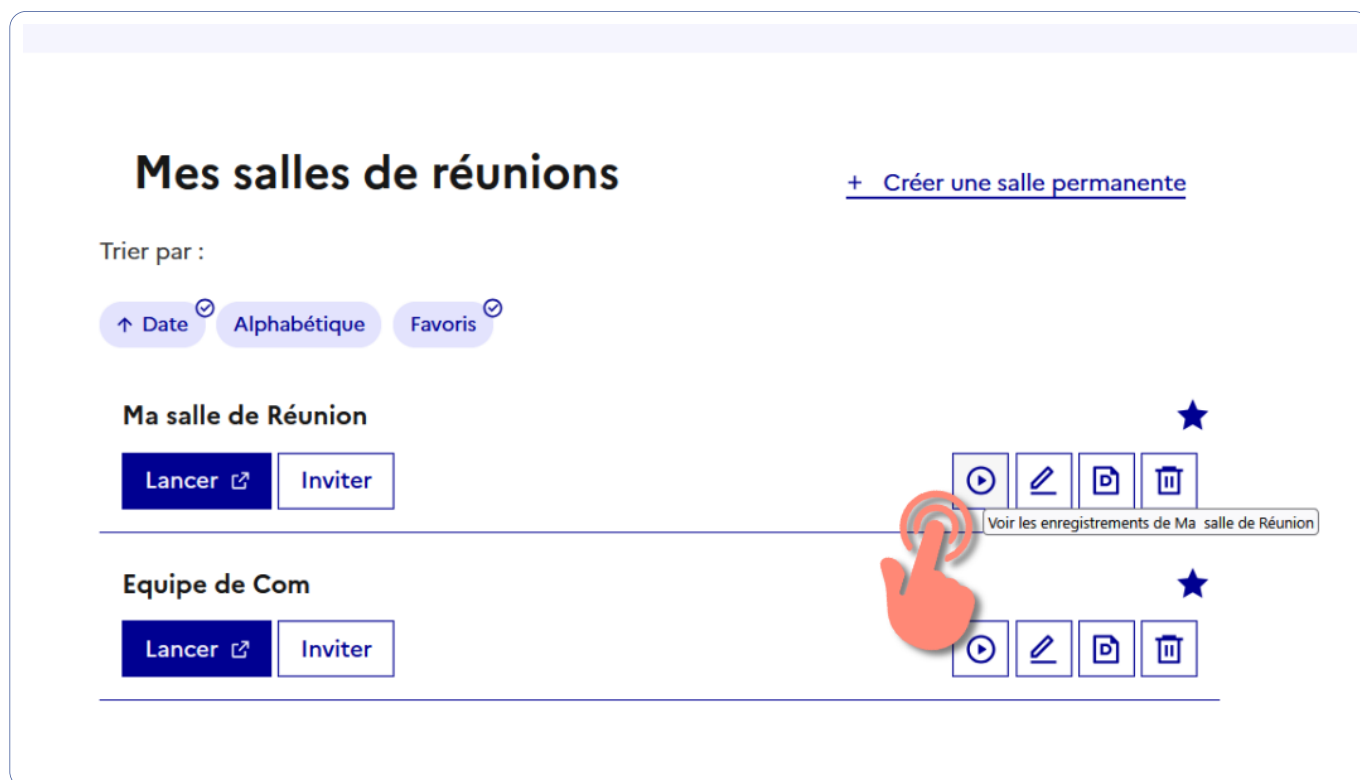 Mes salles de réunions
+ Créer une salle permanente
Trier par :
↑ Date Alphabétique Favoris
Ma salle de Réunion
Lancer Inviter
Voir les enregistrements de Ma salle de Réunion
Equipe de Com
Lancer Inviter